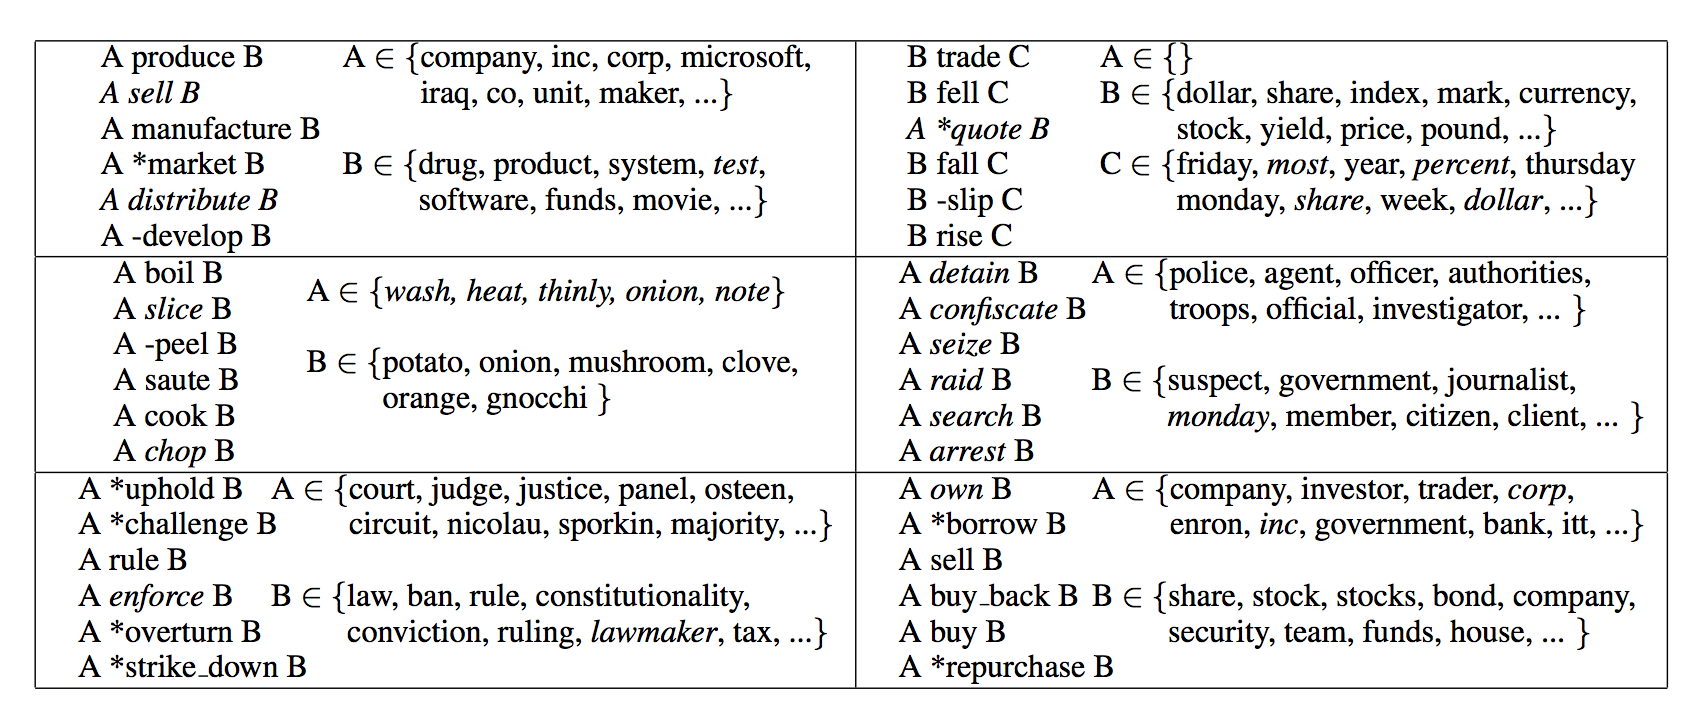 A produce B A ∈ {company, inc, corp, microsoft,
A sell B iraq, co, unit, maker, ...}
A manufacture B
A *market B B ∈ {drug, product, system, test,
A distribute B software, funds, movie, ...}
A -develop B
B trade C A ∈ {}
B fell C B ∈ {dollar, share, index, mark, currency,
A *quote B stock, yield, price, pound, ...}
B fall C C ∈ {friday, most, year, percent, thursday
B -slip C monday, share, week, dollar, ...}
B rise C
A boil B
A ∈ {wash, heat, thinly, onion, note}
A slice B
A -peel B
B ∈ {potato, onion, mushroom, clove,
A saute B
orange, gnocchi }
A cook B
A chop B
A detain B A ∈ {police, agent, officer, authorities,
A confiscate B troops, official, investigator, ... }
A seize B
A raid B B ∈ {suspect, government, journalist,
A search B monday, member, citizen, client, ... }
A arrest B
A *uphold B A ∈ {court, judge, justice, panel, osteen,
A *challenge B circuit, nicolau, sporkin, majority, ...}
A rule B
A enforce B B ∈ {law, ban, rule, constitutionality,
A *overturn B conviction, ruling, lawmaker, tax, ...}
A *strike_down B
A own B A ∈ {company, investor, trader, corp,
A *borrow B enron, inc, government, bank, itt, ...}
A sell B
A buy_back B B ∈ {share, stock, stocks, bond, company,
A buy B security, team, funds, house, ... }
A *repurchase B